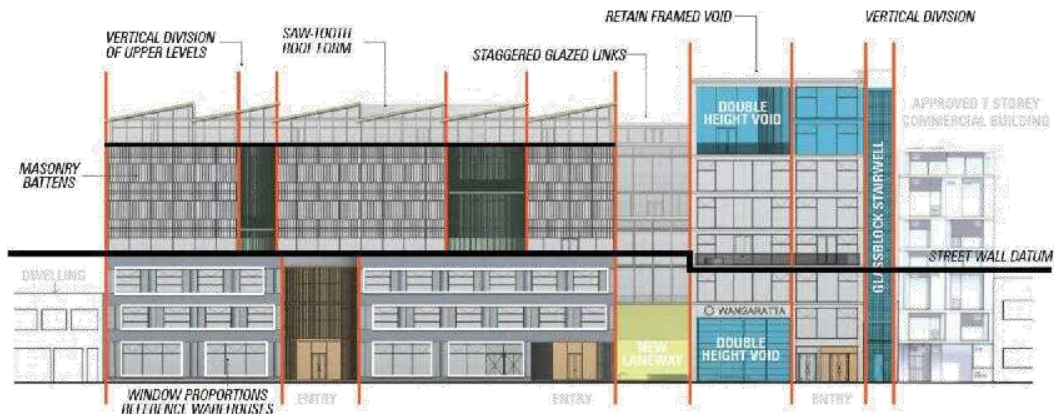 RETAIN FRAMED VOID
VERTICAL DIVISION
VERTICAL DIVISION
OF UPPER LEVELS
SAW-TOOTH
ROOF FORM
STAGGERED GLAZED LINKS
DOUBLE
HEIGHT VOID
APPROVED 7 STOREY
COMMERCIAL BUILDING
MASONRY
BATTENS
GLASSBLOCK STAIRWELL
STREET WALL DATUM
DWELLING
WANGARATTA
NEW
LANEWAY
DOUBLE
HEIGHT VOID
WINDOW PROPORTIONS
REFERENCE WAREHOUSES
ENTRY
ENTRY
ENTRY